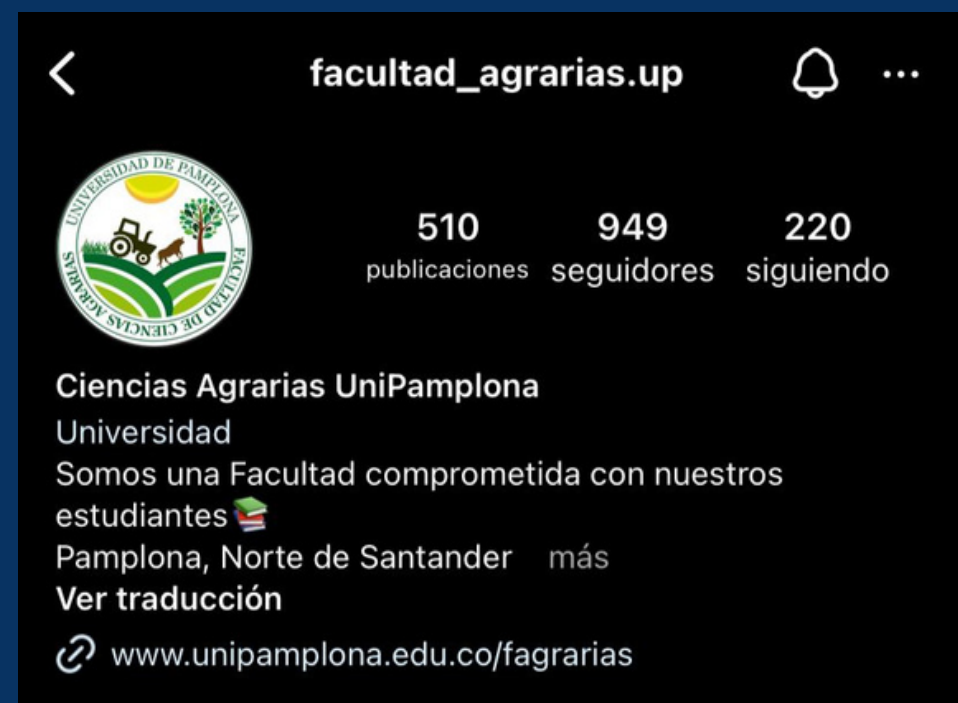 facultad_agrarias.up
UNIVERSIDAD DE PAMPLONA
FACULTAD DE CIENCIAS AGRARIAS
510 949 220
publicaciones seguidores siguiendo
Ciencias Agrarias UniPamplona
Universidad
Somos una Facultad comprometida con nuestros
estudiantes📚
Pamplona, Norte de Santander más
Ver traducción
www.unipamplona.edu.co/fagrarias